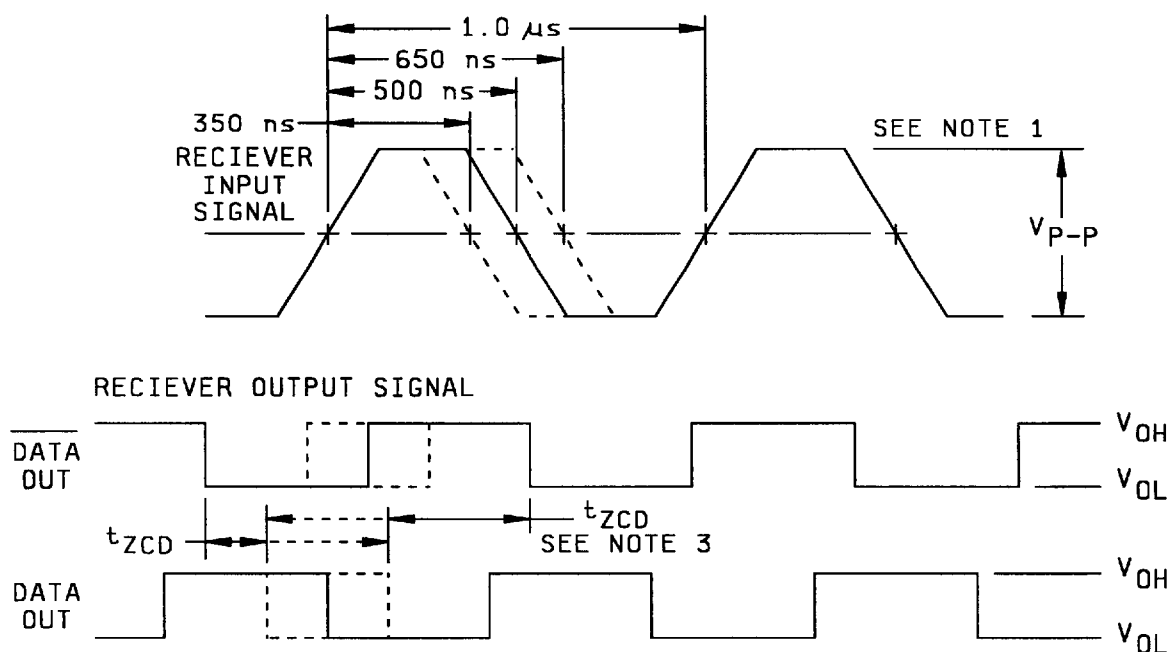 1.0 µs
650 ns
500 ns
350 ns
SEE NOTE 1
RECIEVER
INPUT
SIGNAL
VP-P
RECIEVER OUTPUT SIGNAL
DATA
OUT
VOH
VOL
tZCD
tZCD
SEE NOTE 3
DATA
OUT
VOH
VOL